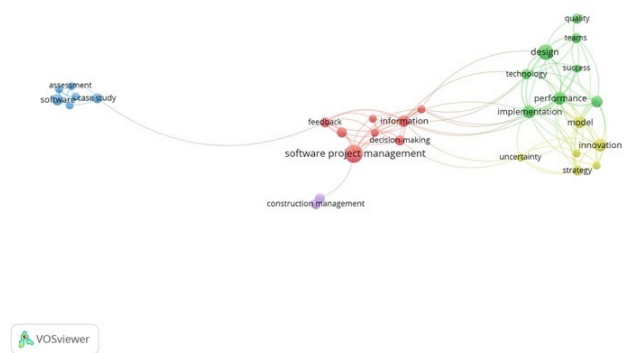 quality
teams
design
success
technology
assessment
software
case study
performance
implementation
feedback
information
model
decision-making
innovation
software project management
uncertainty
strategy
construction management
VOSviewer